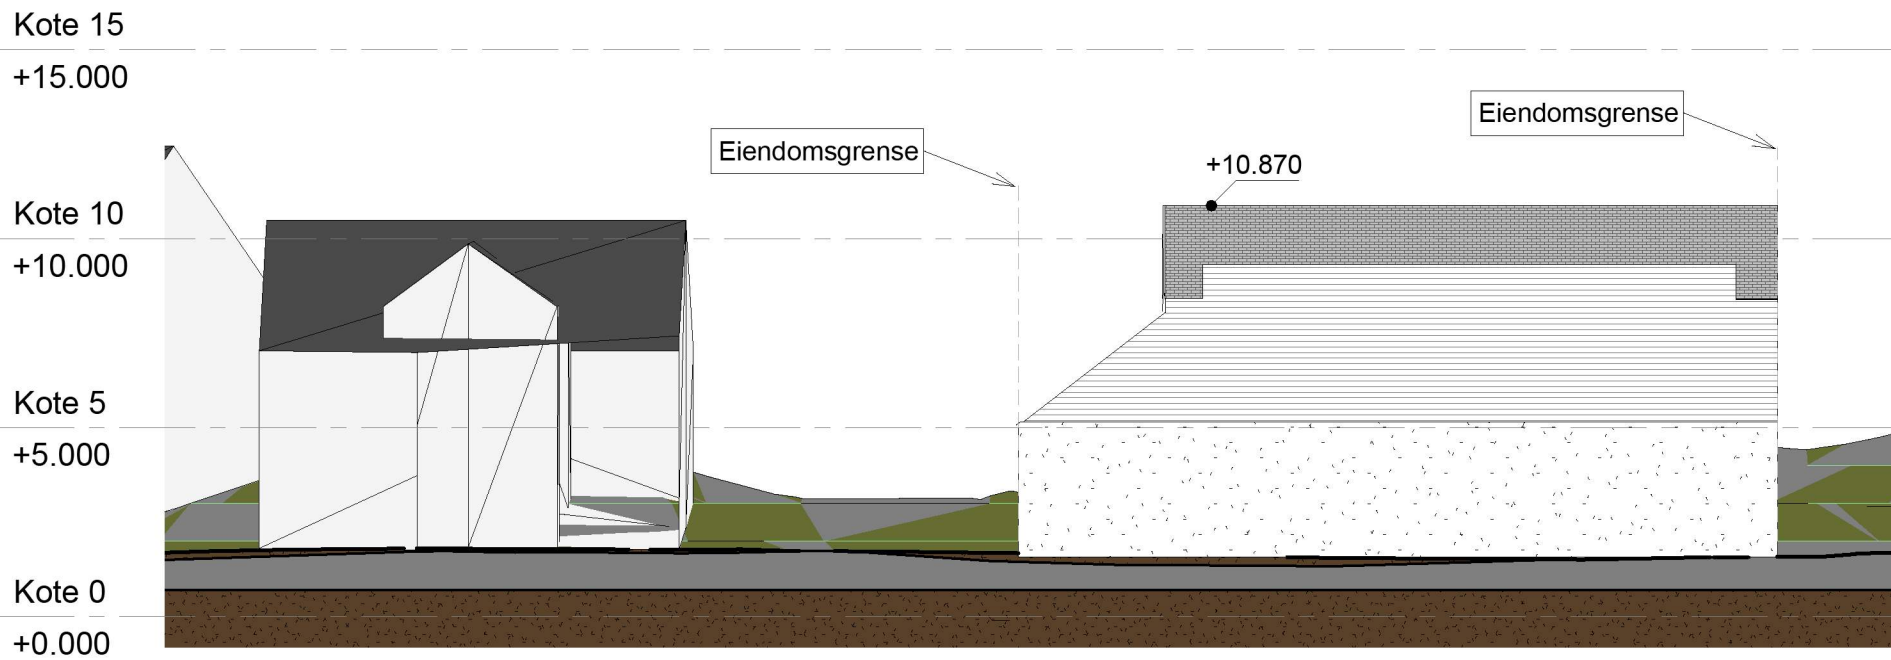 Kote 15
+15.000
Eiendomsgrense
Eiendomsgrense
+10.870
Kote 10
+10.000
Kote 5
+5.000
Kote 0
+0.000